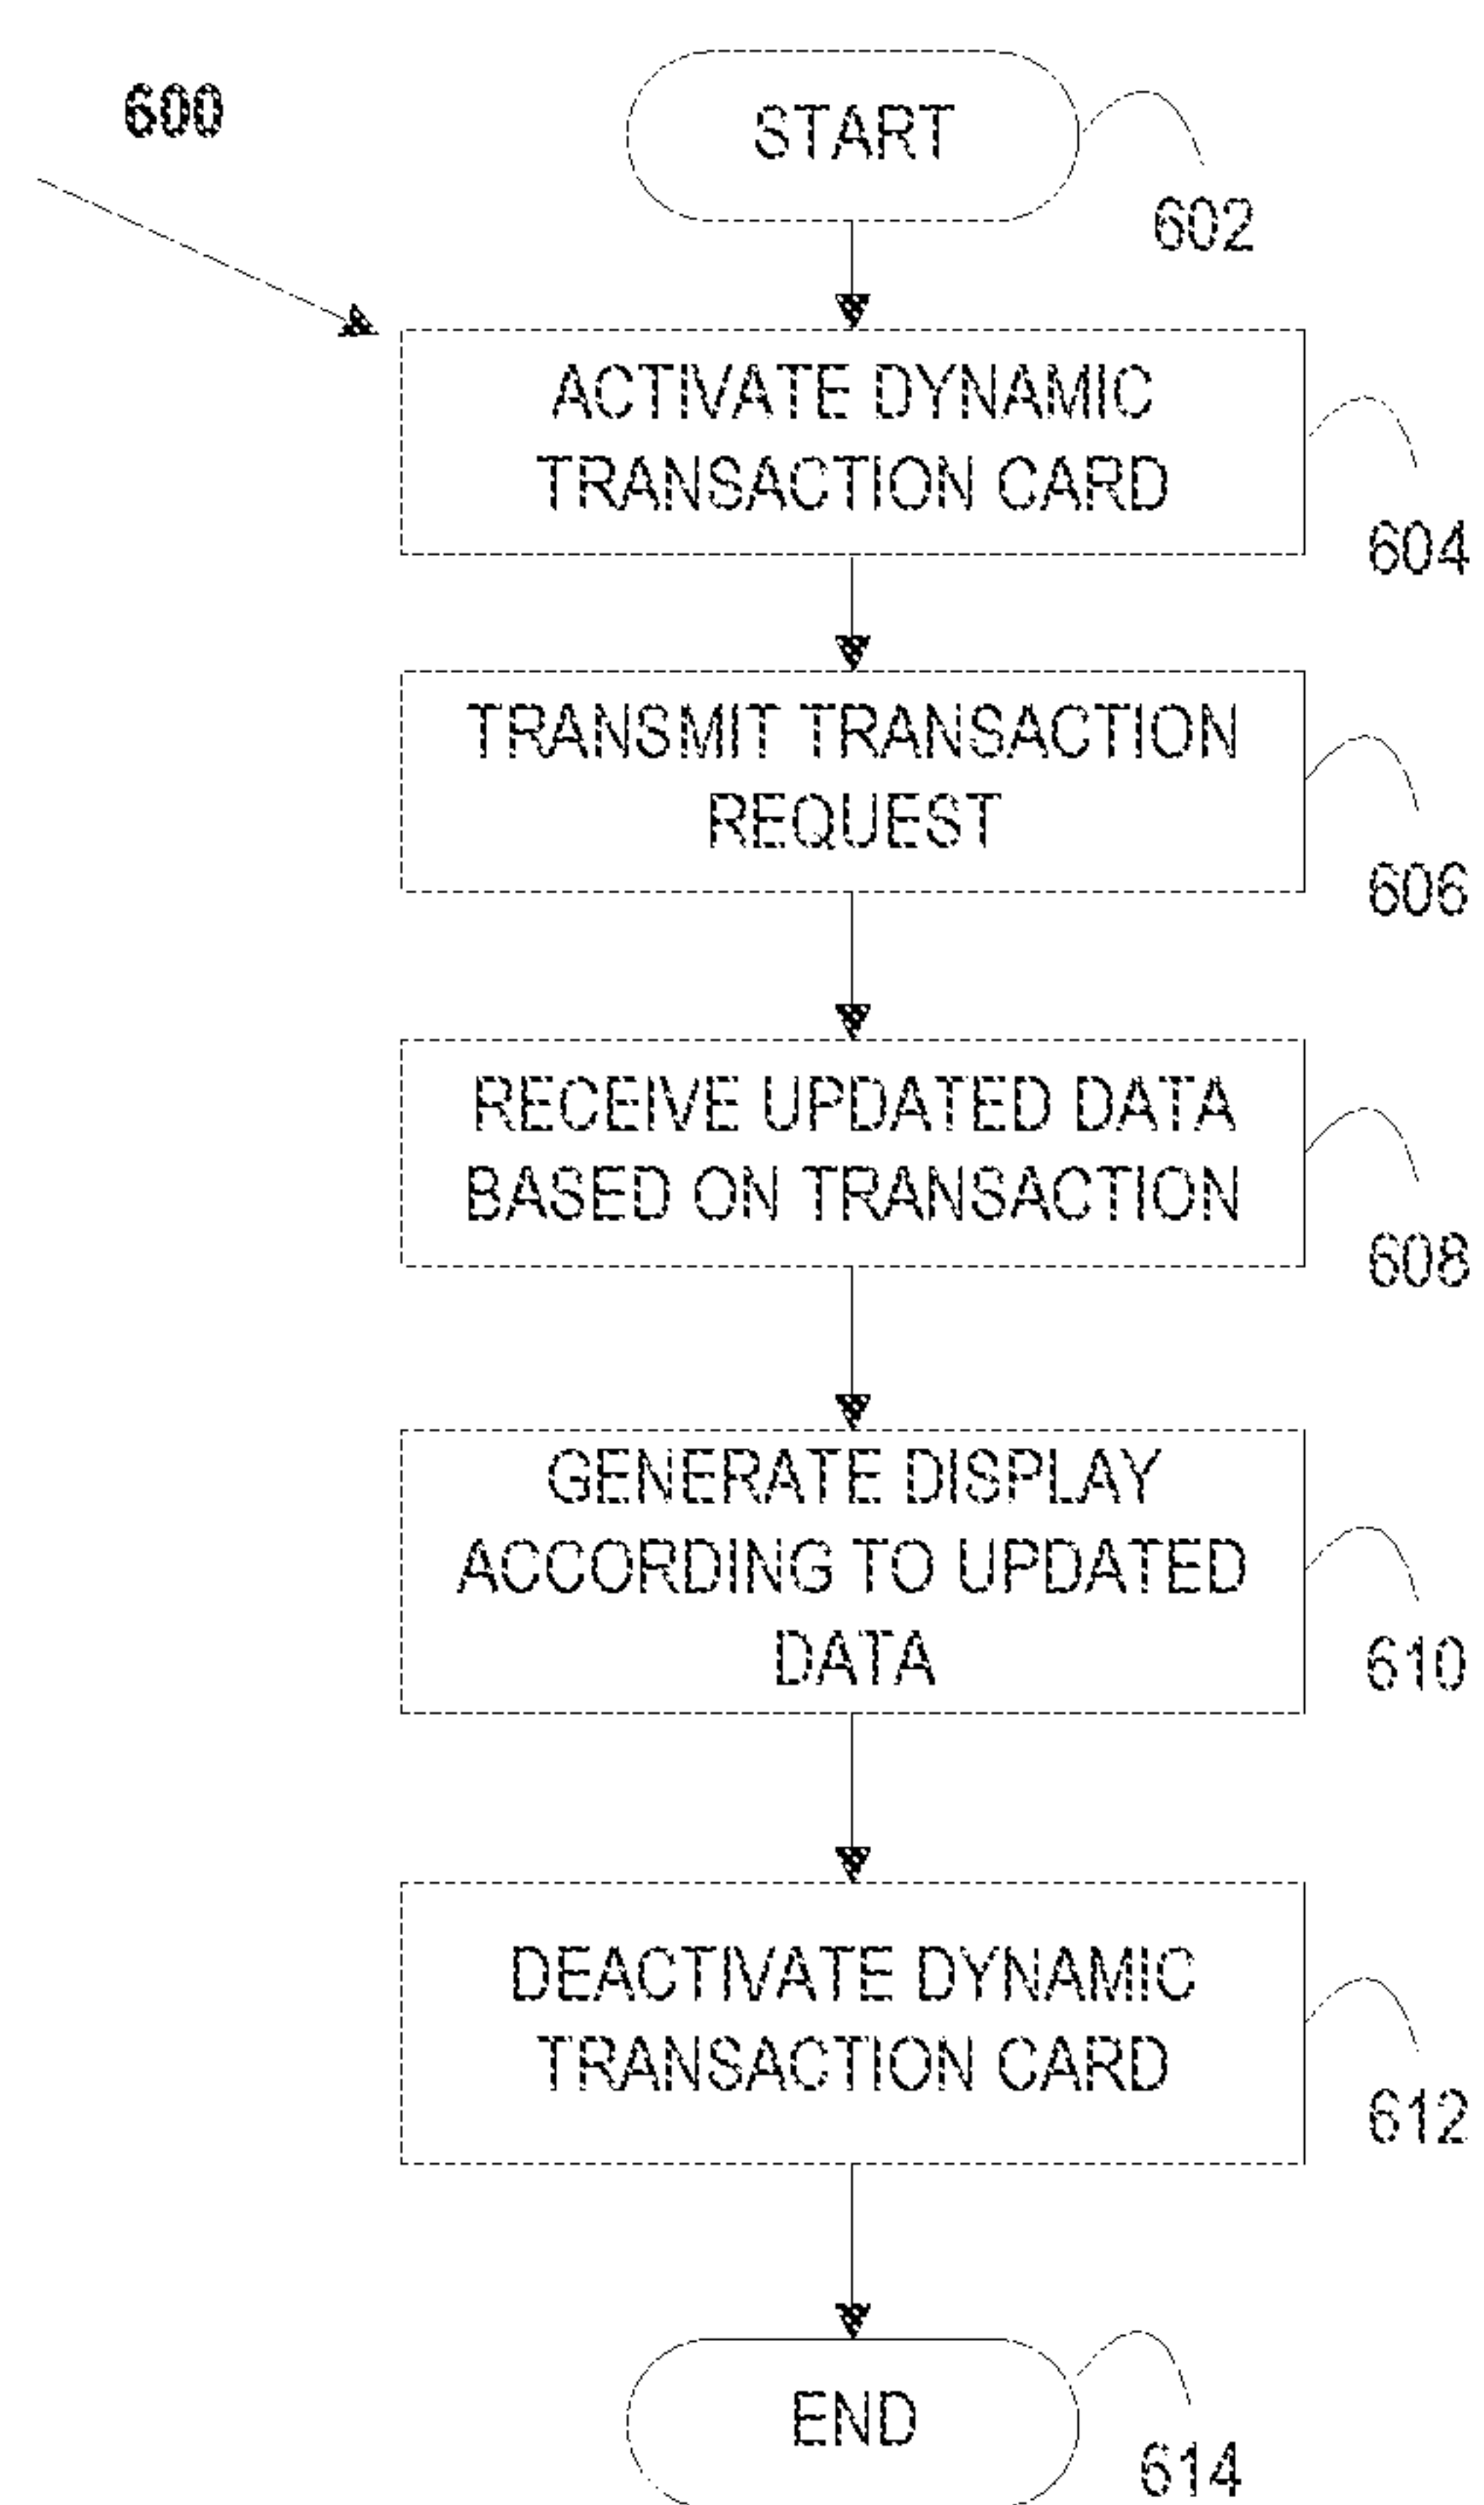 600
START
602
ACTIVATE DYNAMIC
TRANSACTION CARD
604
TRANSMIT TRANSACTION
REQUEST
606
RECEIVE UPDATED DATA
BASED ON TRANSACTION
608
GENERATE DISPLAY
ACCORDING TO UPDATED
DATA
610
DEACTIVATE DYNAMIC
TRANSACTION CARD
612
END
614